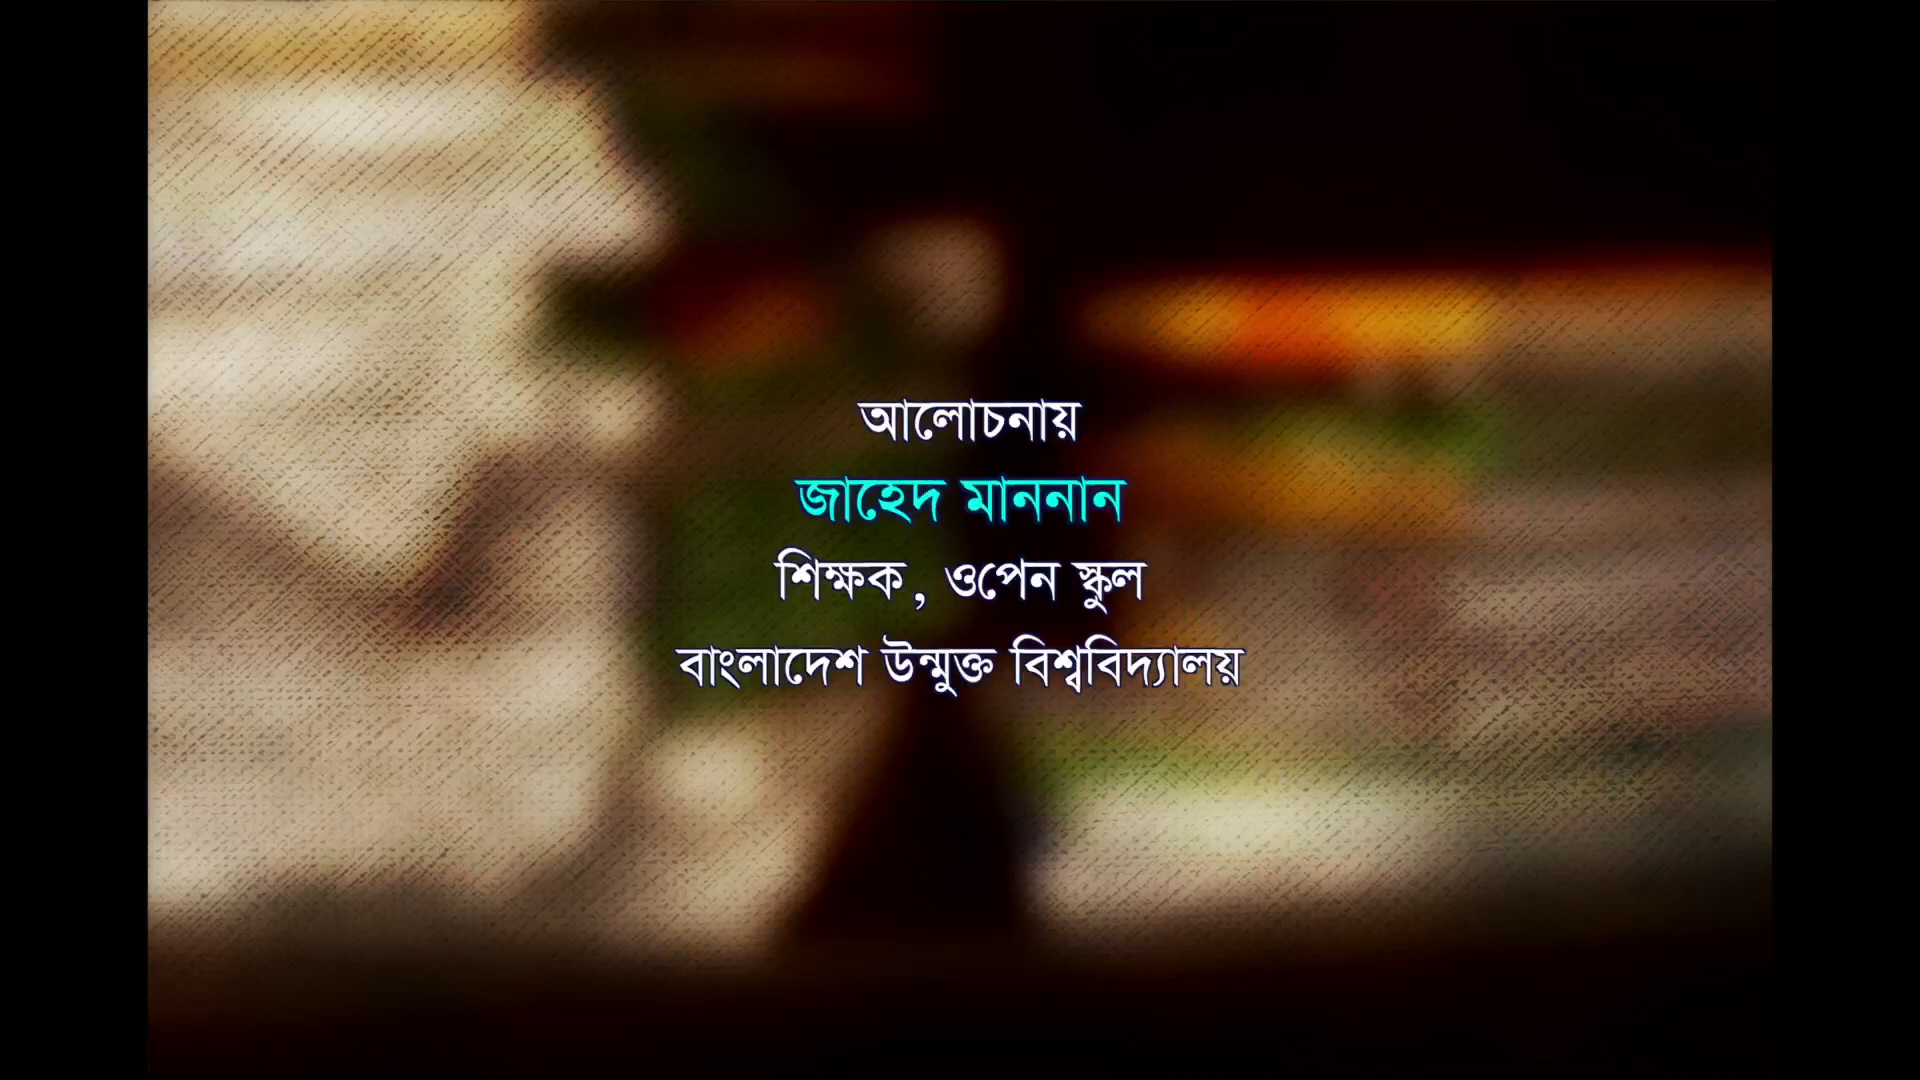 আলোচনায়
জাহেদ মাননান
শিক্ষক, ওপেন স্কুল
বাংলাদেশ উন্মুক্ত বিশ্ববিদ্যালয়